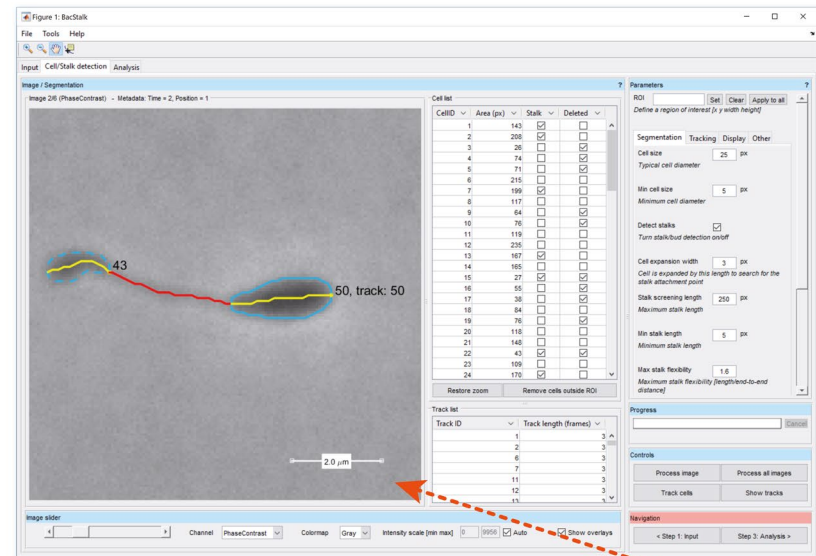 Figure 1: BacStalk
File Tools Help
Input Cell/Stalk detection Analysis
Image / Segmentation ?
Image 2/6 (PhaseContrast) - Metadata: Time = 2, Position = 1
43
50, track: 50
2.0 μm
Cell list
CellID Area (px) Stalk Deleted
1 143
2 208
3 26
4 74
5 71
6 215
7 199
8 117
9 64
10 76
11 119
12 235
13 167
14 165
15 27
16 55
17 38
18 84
19 76
20 118
21 148
22 43
23 109
24 170
Restore zoom Remove cells outside ROI
Track list
Track ID Track length (frames)
1 3
2 3
6 3
7 3
11 3
12 3
13 3
Parameters ?
ROI Set Clear Apply to all
Define a region of interest [x y width height]
Segmentation Tracking Display Other
Cell size 25 px
Typical cell diameter
Min cell size 5 px
Minimum cell diameter
Detect stalks
Turn stalk/bud detection on/off
Cell expansion width 3 px
Cell is expanded by this length to search for the
stalk attachment point
Stalk screening length 250 px
Maximum stalk length
Min stalk length 5 px
Minimum stalk length
Max stalk flexibility 1.6
Maximum stalk flexibility [length/end-to-end
distance]
Progress
Cancel
Controls
Process image Process all images
Track cells Show tracks
Image slider
Channel PhaseContrast Colormap Gray Intensity scale [min max] 0 9956 Auto Show overlays
Navigation
< Step 1: Input Step 3: Analysis >